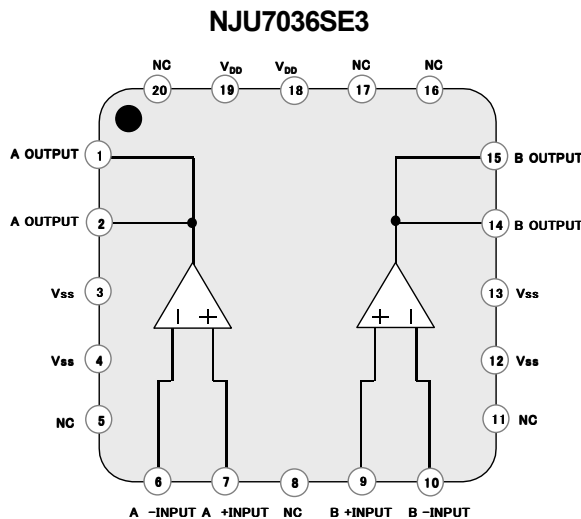 NJU7036SE3
NC VDD VDD NC NC
20 19 18 17 16
A OUTPUT 1 15 B OUTPUT
A OUTPUT 2 14 B OUTPUT
Vss 3 13 Vss
Vss 4 12 Vss
NC 5 11 NC
− + + −
6 7 8 9 10
A -INPUT A +INPUT NC B +INPUT B -INPUT